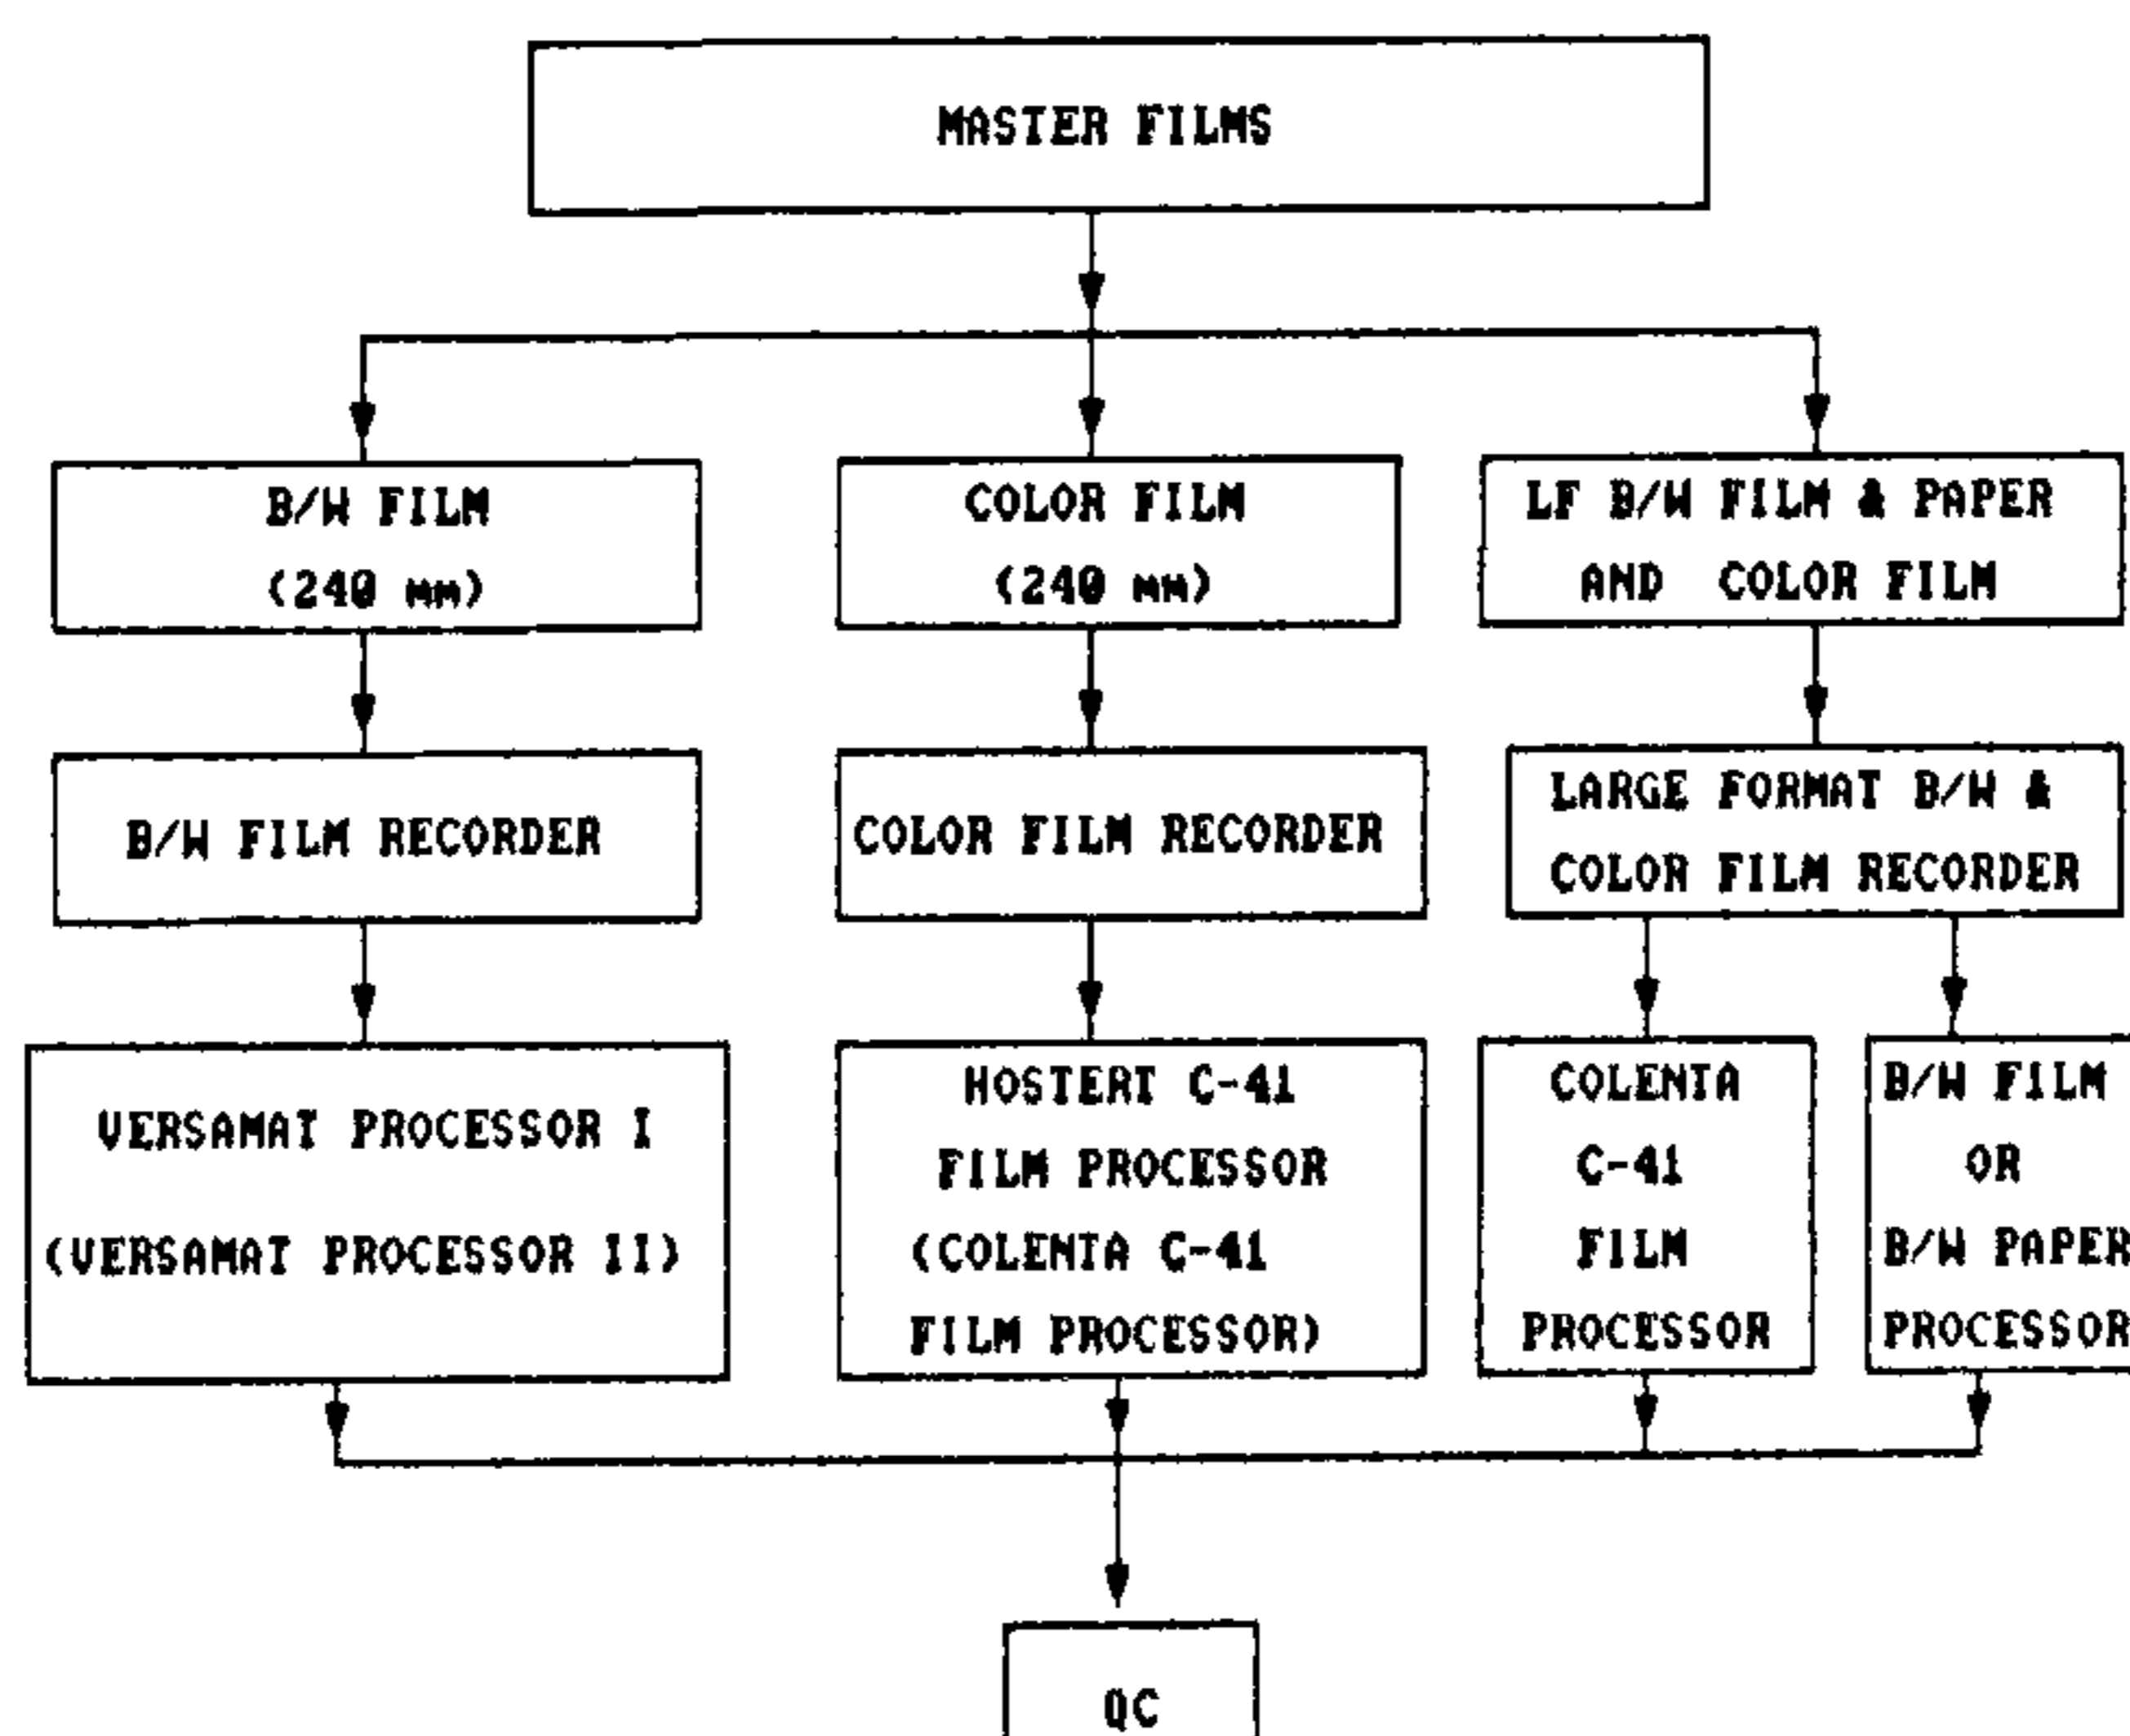 MASTER FILMS
B/W FILM
(240 mm)
COLOR FILM
(240 mm)
LF B/W FILM & PAPER
AND COLOR FILM
B/W FILM RECORDER
COLOR FILM RECORDER
LARGE FORMAT B/W &
COLOR FILM RECORDER
VERSAMAT PROCESSOR I
(VERSAMAT PROCESSOR II)
HOSTERT C-41
FILM PROCESSOR
(COLENTA C-41
FILM PROCESSOR)
COLENTA
C-41
FILM
PROCESSOR
B/W FILM
OR
B/W PAPER
PROCESSOR
QC